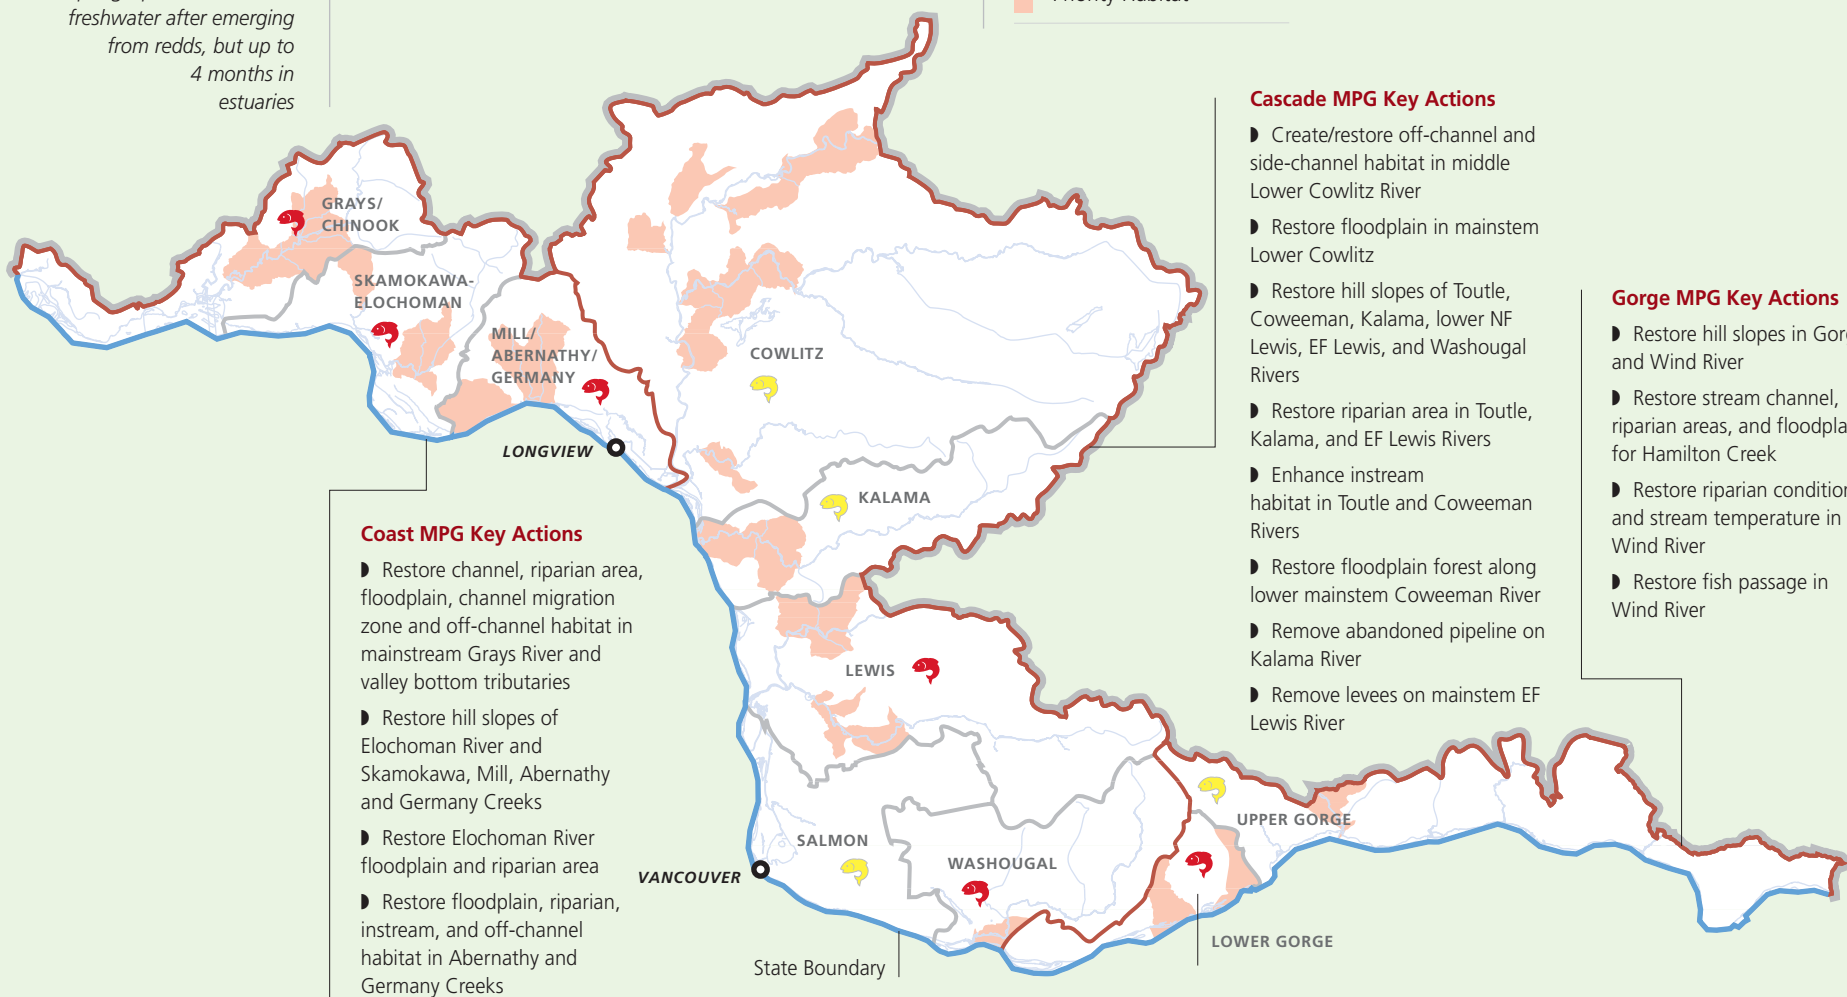 freshwater after emerging
from redds, but up to
4 months in
estuaries
Priority Habitat
GRAYS/
CHINOOK
SKAMOKAWA-
ELOCHOMAN
MILL/
ABERNATHY/
GERMANY
COWLITZ
LONGVIEW
KALAMA
LEWIS
SALMON
VANCOUVER
WASHOUGAL
UPPER GORGE
LOWER GORGE
State Boundary
Coast MPG Key Actions
◗ Restore channel, riparian area,
floodplain, channel migration
zone and off-channel habitat in
mainstream Grays River and
valley bottom tributaries
◗ Restore hill slopes of
Elochoman River and
Skamokawa, Mill, Abernathy
and Germany Creeks
◗ Restore Elochoman River
floodplain and riparian area
◗ Restore floodplain, riparian,
instream, and off-channel
habitat in Abernathy and
Germany Creeks
Cascade MPG Key Actions
◗ Create/restore off-channel and
side-channel habitat in middle
Lower Cowlitz River
◗ Restore floodplain in mainstem
Lower Cowlitz
◗ Restore hill slopes of Toutle,
Coweeman, Kalama, lower NF
Lewis, EF Lewis, and Washougal
Rivers
◗ Restore riparian area in Toutle,
Kalama, and EF Lewis Rivers
◗ Enhance instream
habitat in Toutle and Coweeman
Rivers
◗ Restore floodplain forest along
lower mainstem Coweeman River
◗ Remove abandoned pipeline on
Kalama River
◗ Remove levees on mainstem EF
Lewis River
Gorge MPG Key Actions
◗ Restore hill slopes in Gor
and Wind River
◗ Restore stream channel,
riparian areas, and floodpla
for Hamilton Creek
◗ Restore riparian condition
and stream temperature in
Wind River
◗ Restore fish passage in
Wind River